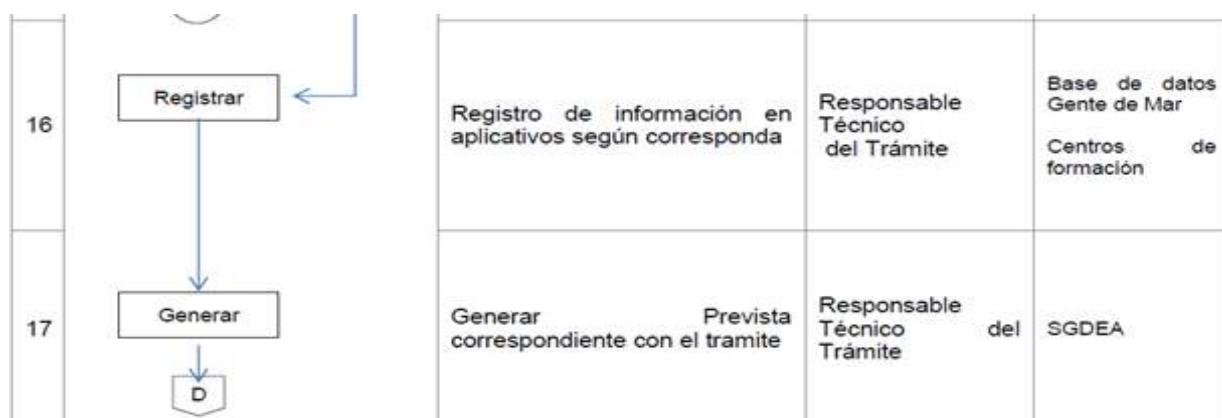 16
Registrar
Registro de información en
aplicativos según corresponda
Responsable
Técnico
del Trámite
Base de datos
Gente de Mar
Centros de
formación
17
Generar
D
Generar Prevista
correspondiente con el tramite
Responsable
Técnico del
Trámite
SGDEA